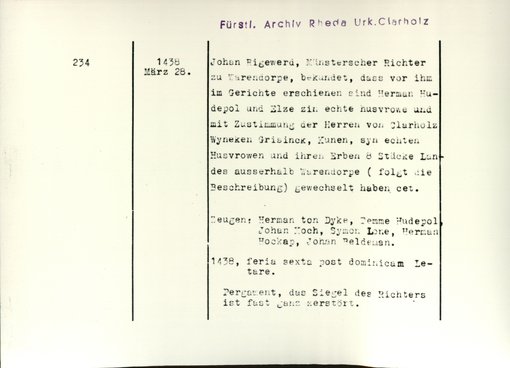 Fürstl. Archiv Rheda Urk.Clarholz
234
1438
März 28.
Johan Rigewerd, Münsterscher Richter
zu Warendorpe, bekundet, dass vor ihm
im Gerichte erschienen sind Herman Hu-
depol und Elze zin echte husvrowe und
mit Zustimmung der Herren von Clarholz
Wyneken Grisinck, Kunen, syn echten
Husvrowen und ihren Erben 8 Stücke Lan-
des ausserhalb Warendorpe ( folgt die
Beschreibung) gewechselt haben cet.
Zeugen: Herman ton Dyke, Temme Hudepol,
Johan Koch, Symon Lone, Herman
Hockap, Johan Beldeman.
1438, feria sexta post dominicam Le-
tare.
Pergament, das Siegel des Richters
ist fast ganz zerstört.